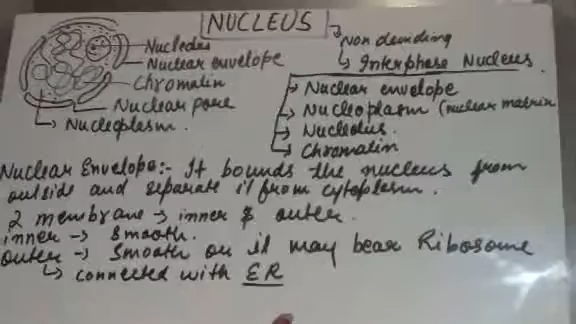 NUCLEUS
Nucleolus
Nuclear envelope
Chromatin
Nuclear pore
Nucleoplasm.
Non dividing
Interphase Nucleus.
Nuclear envelope
Nucleoplasm (nuclear matrix
Nucleolus.
Chromatin
Nuclear Envelope:- It bounds the nucleus from
outside and separate it from cytoplasm.
2 membrane → inner & outer.
inner → Smooth.
outer → Smooth or it may bear Ribosome
↳ connected with ER